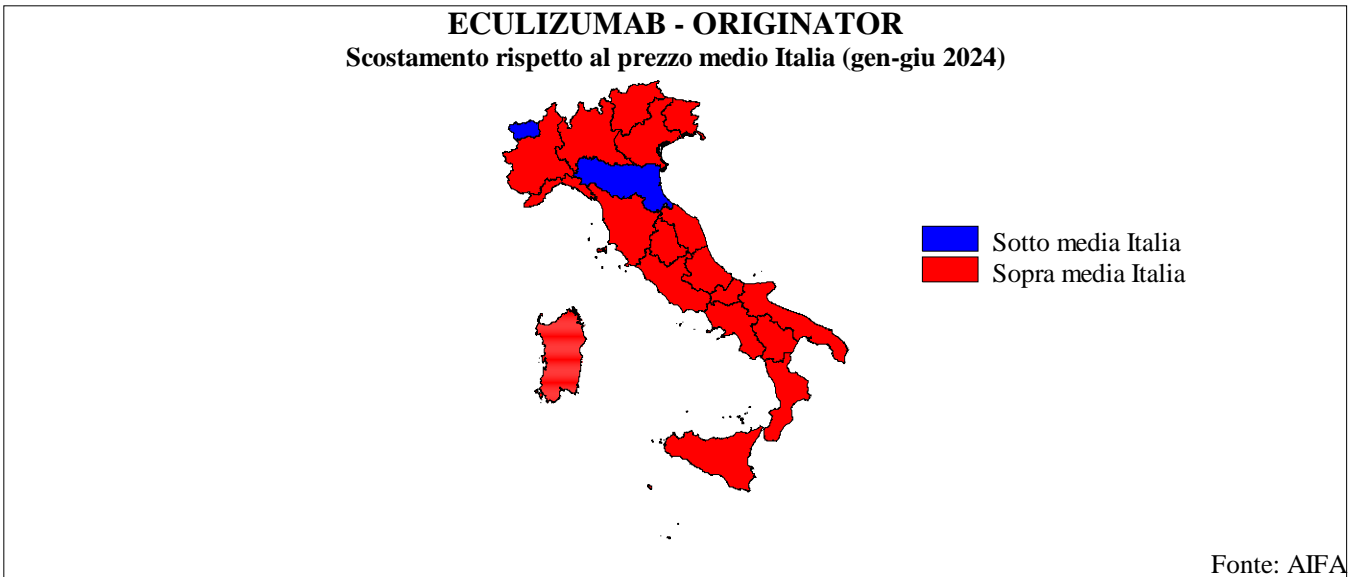 ECULIZUMAB - ORIGINATOR
Scostamento rispetto al prezzo medio Italia (gen-giu 2024)
Sotto media Italia
Sopra media Italia
Fonte: AIFA